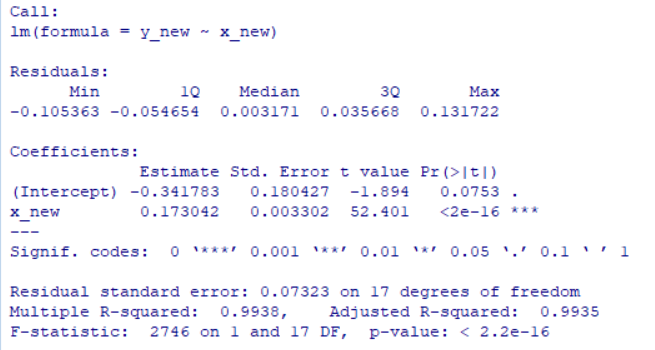 Call:
lm(formula = y_new ~ x_new)
Residuals:
Min 1Q Median 3Q Max
-0.105363 -0.054654 0.003171 0.035668 0.131722
Coefficients:
Estimate Std. Error t value Pr(>|t|)
(Intercept) -0.341783 0.180427 -1.894 0.0753 .
x_new 0.173042 0.003302 52.401 <2e-16 ***
---
Signif. codes: 0 ‘***’ 0.001 ‘**’ 0.01 ‘*’ 0.05 ‘.’ 0.1 ‘ ’ 1
Residual standard error: 0.07323 on 17 degrees of freedom
Multiple R-squared: 0.9938, Adjusted R-squared: 0.9935
F-statistic: 2746 on 1 and 17 DF, p-value: < 2.2e-16